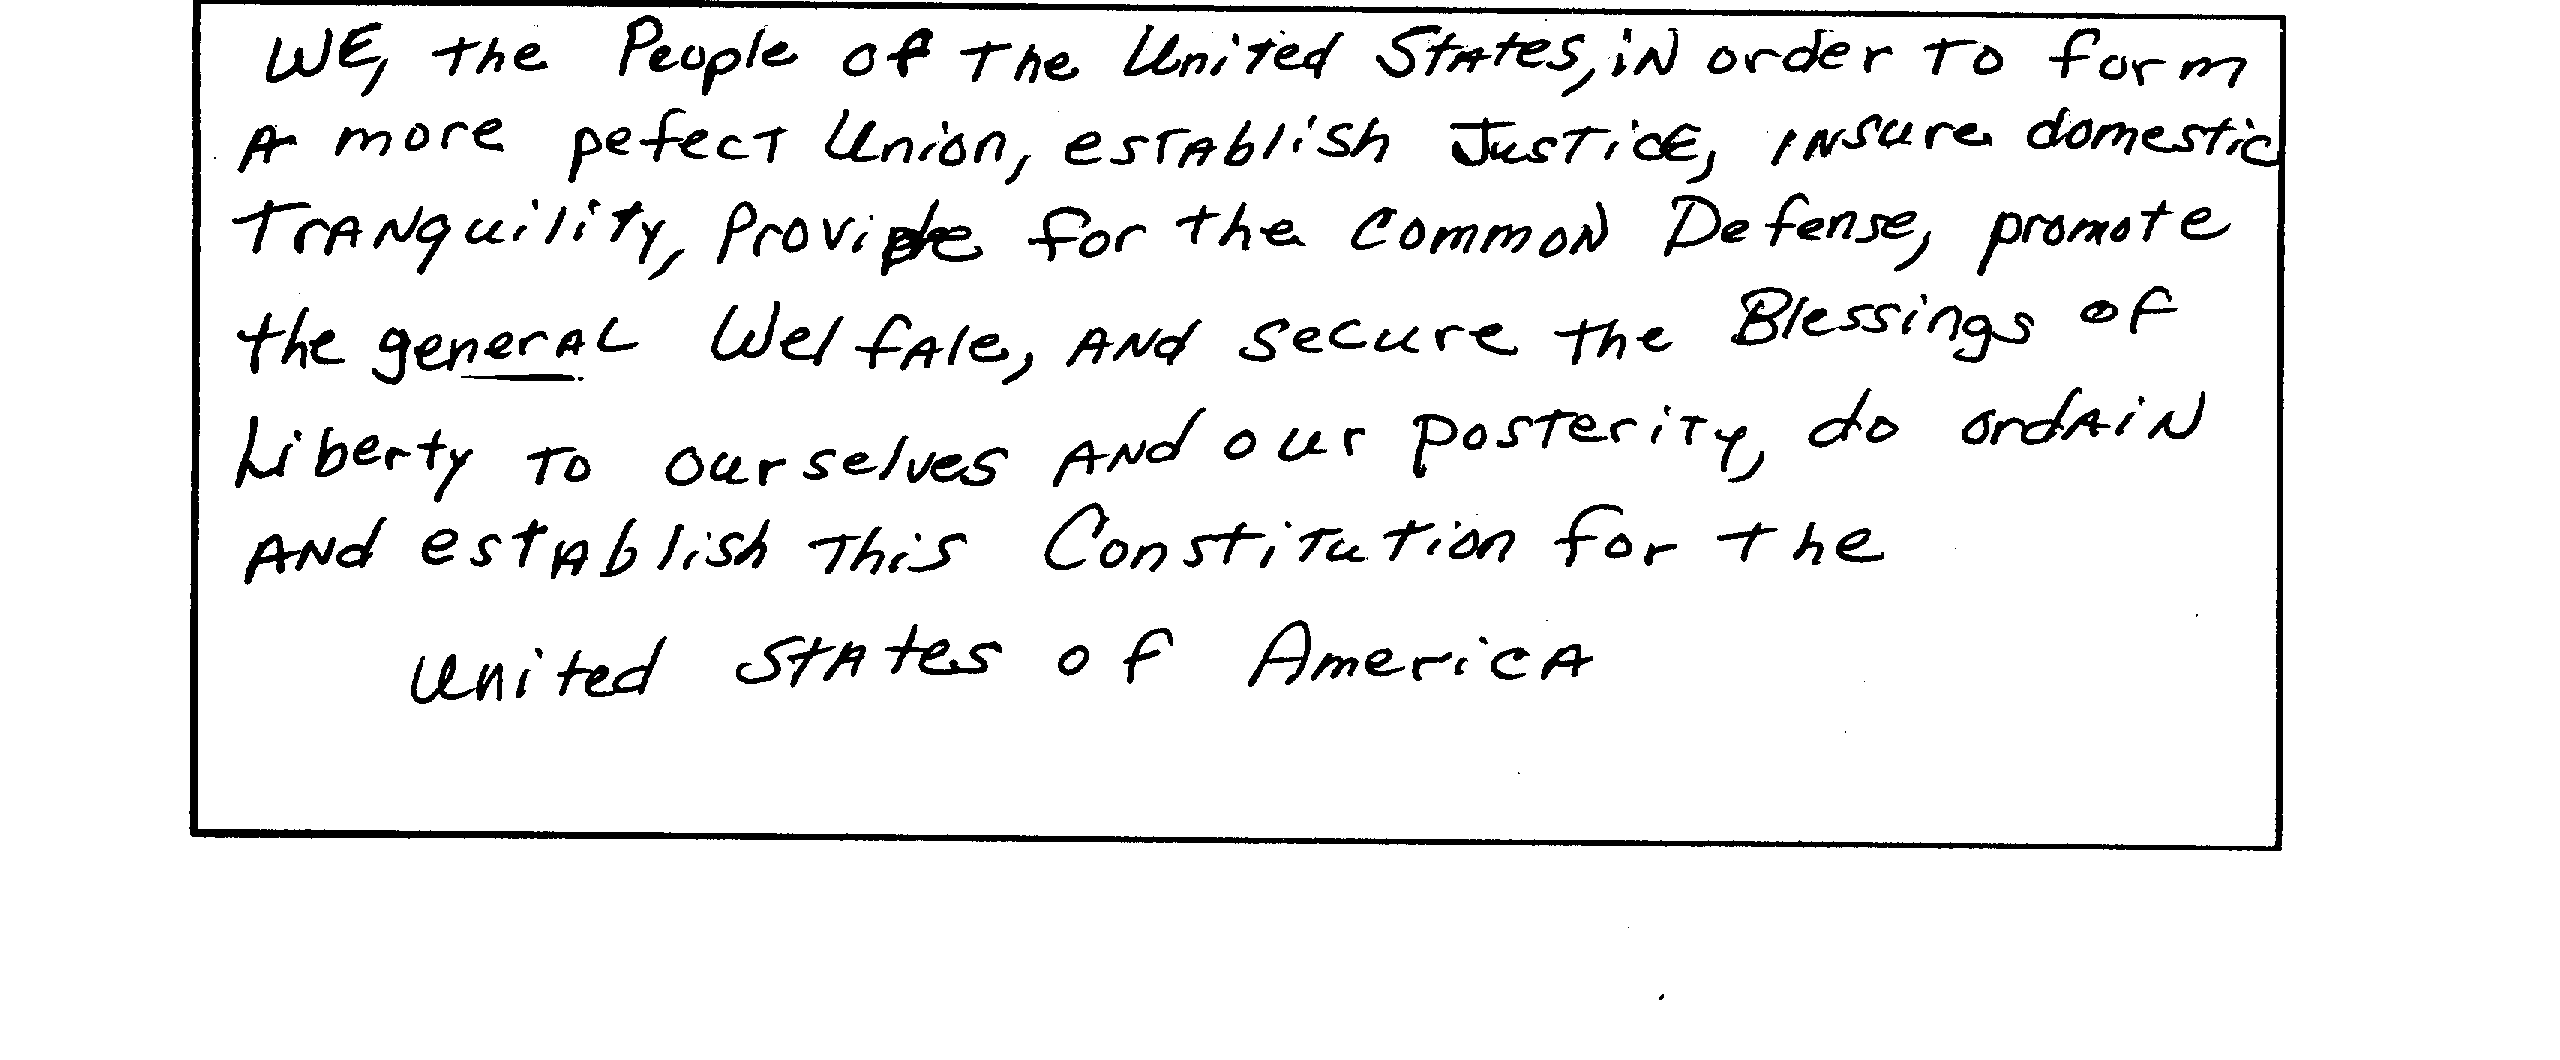 WE, the People of the United States, in order to form
A more pefect Union, establish Justice, insure domestic
Tranquility, Provide for the Common Defense, promote
the general Welfale, and secure the Blessings of
Liberty to ourselves and our posterity, do ordain
and establish this Constitution for the
United States of America